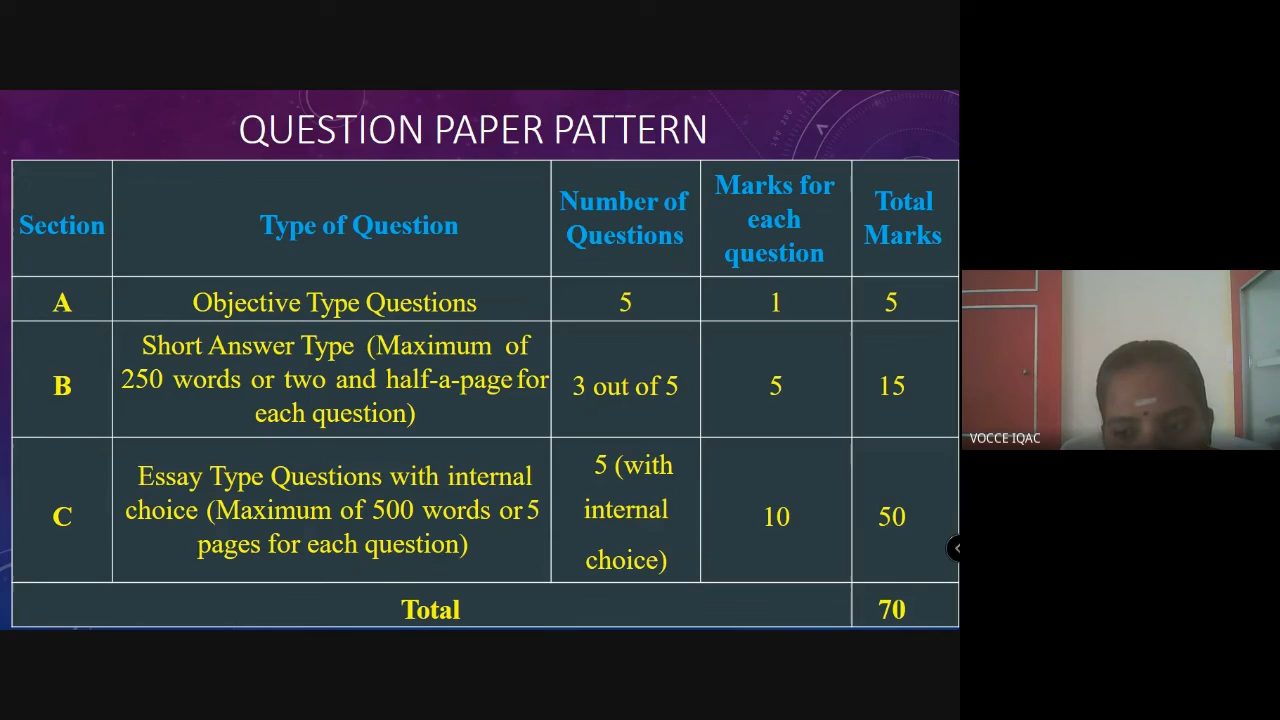 QUESTION PAPER PATTERN
Section
Type of Question
Number of
Questions
Marks for
each
question
Total
Marks
A
Objective Type Questions
5
1
5
B
Short Answer Type (Maximum of
250 words or two and half-a-page for
each question)
3 out of 5
5
15
C
Essay Type Questions with internal
choice (Maximum of 500 words or 5
pages for each question)
5 (with
internal
choice)
10
50
Total
70
VOCCE IQAC